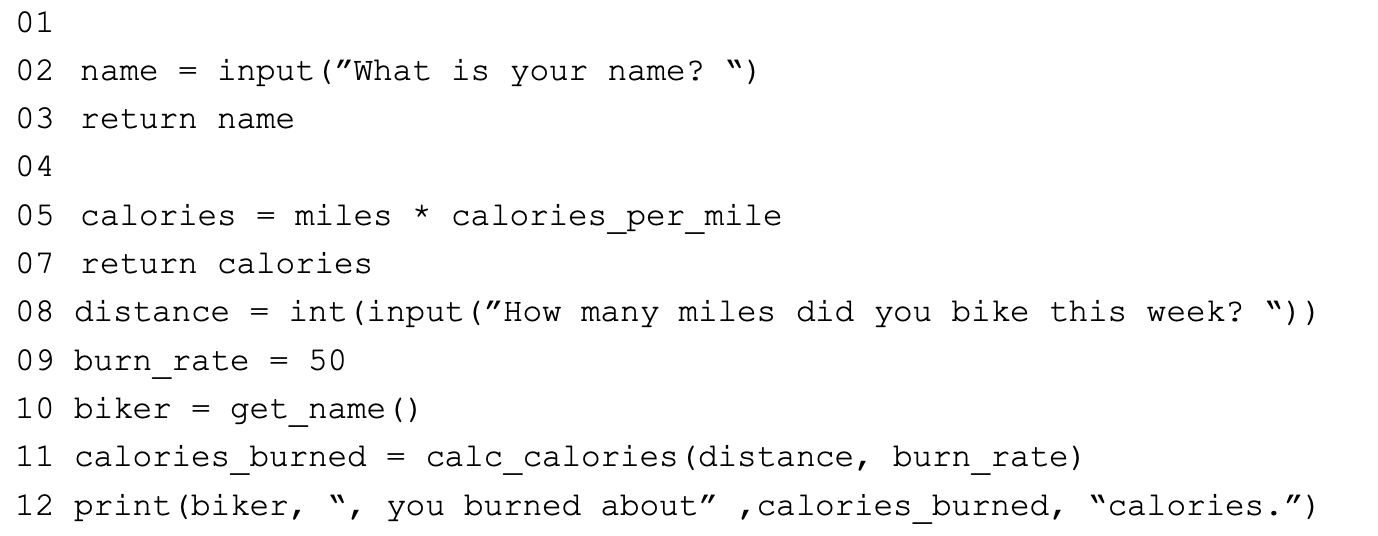 01
02 name = input(”What is your name? “)
03 return name
04
05 calories = miles * calories_per_mile
07 return calories
08 distance = int(input(”How many miles did you bike this week? “))
09 burn_rate = 50
10 biker = get_name()
11 calories_burned = calc_calories(distance, burn_rate)
12 print(biker, “, you burned about” ,calories_burned, “calories.”)